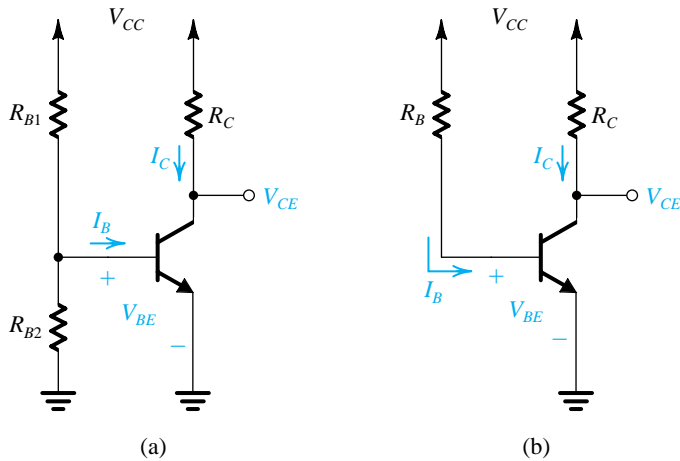 V_CC
V_CC
R_B1
R_C
R_B
R_C
I_C
I_C
V_CE
V_CE
I_B
+
+
I_B
V_BE
V_BE
R_B2
−
−
(a)
(b)